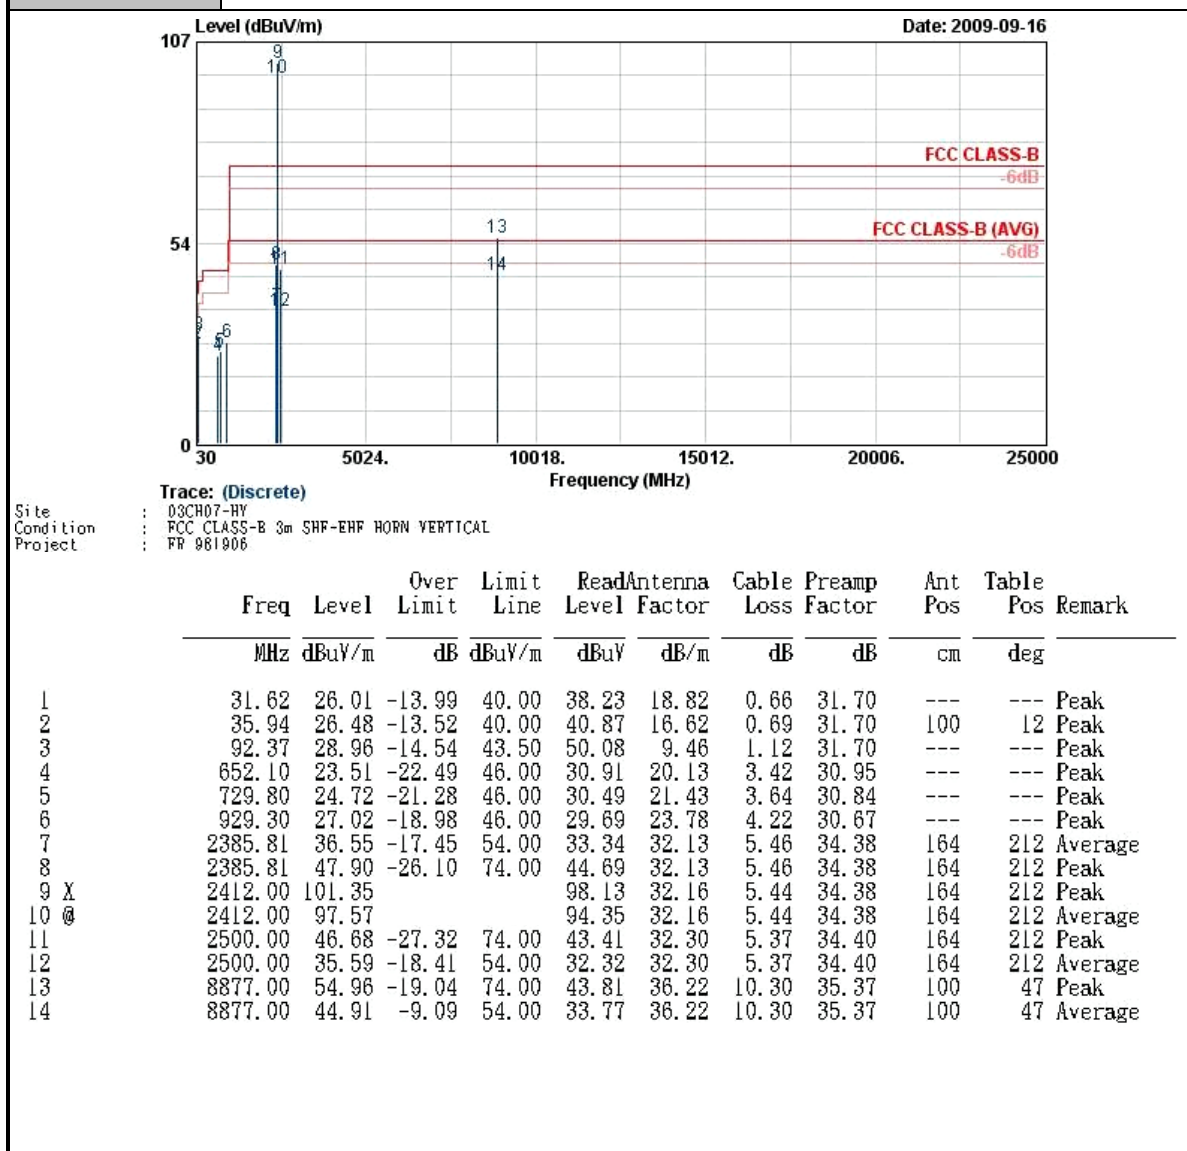 Level (dBuV/m) Date: 2009-09-16
107
9
10
FCC CLASS-B
-6dB
13
FCC CLASS-B (AVG)
54
8 11
-6dB
14
7 12
3
6
5
0
30 5024. 10018. 15012. 20006. 25000
Frequency (MHz)
Trace: (Discrete)
Site : 03CH07-HY
Condition : FCC CLASS-B 3m SHF-EHF HORN VERTICAL
Project : FR 981906
Over Limit ReadAntenna Cable Preamp Ant Table
Freq Level Limit Line Level Factor Loss Factor Pos Pos Remark
MHz dBuV/m dB dBuV/m dBuV dB/m dB dB cm deg
1 31.62 26.01 -13.99 40.00 38.23 18.82 0.66 31.70 --- --- Peak
2 35.94 26.48 -13.52 40.00 40.87 16.62 0.69 31.70 100 12 Peak
3 92.37 28.96 -14.54 43.50 50.08 9.46 1.12 31.70 --- --- Peak
4 652.10 23.51 -22.49 46.00 30.91 20.13 3.42 30.95 --- --- Peak
5 729.80 24.72 -21.28 46.00 30.49 21.43 3.64 30.84 --- --- Peak
6 929.30 27.02 -18.98 46.00 29.69 23.78 4.22 30.67 --- --- Peak
7 2385.81 36.55 -17.45 54.00 33.34 32.13 5.46 34.38 164 212 Average
8 2385.81 47.90 -26.10 74.00 44.69 32.13 5.46 34.38 164 212 Peak
9 X 2412.00 101.35 98.13 32.16 5.44 34.38 164 212 Peak
10 @ 2412.00 97.57 94.35 32.16 5.44 34.38 164 212 Average
11 2500.00 46.68 -27.32 74.00 43.41 32.30 5.37 34.40 164 212 Peak
12 2500.00 35.59 -18.41 54.00 32.32 32.30 5.37 34.40 164 212 Average
13 8877.00 54.96 -19.04 74.00 43.81 36.22 10.30 35.37 100 47 Peak
14 8877.00 44.91 -9.09 54.00 33.77 36.22 10.30 35.37 100 47 Average